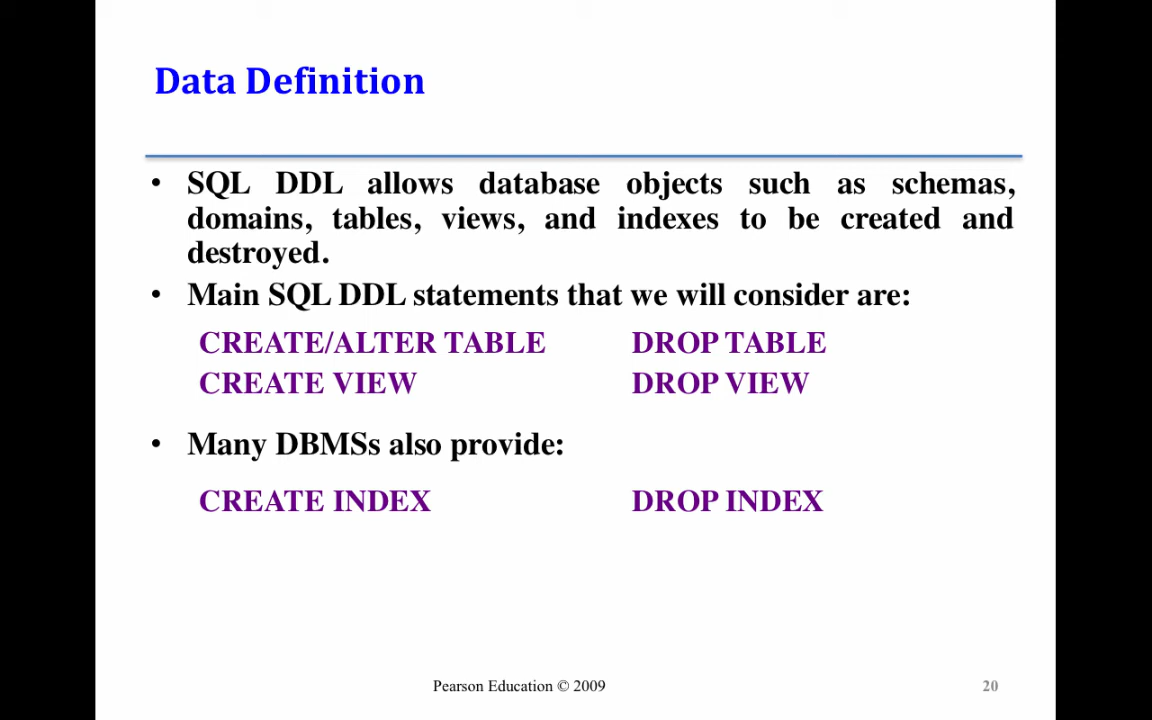 Data Definition
• SQL DDL allows database objects such as schemas,
domains, tables, views, and indexes to be created and
destroyed.
• Main SQL DDL statements that we will consider are:
CREATE/ALTER TABLE DROP TABLE
CREATE VIEW DROP VIEW
• Many DBMSs also provide:
CREATE INDEX DROP INDEX
Pearson Education © 2009 20